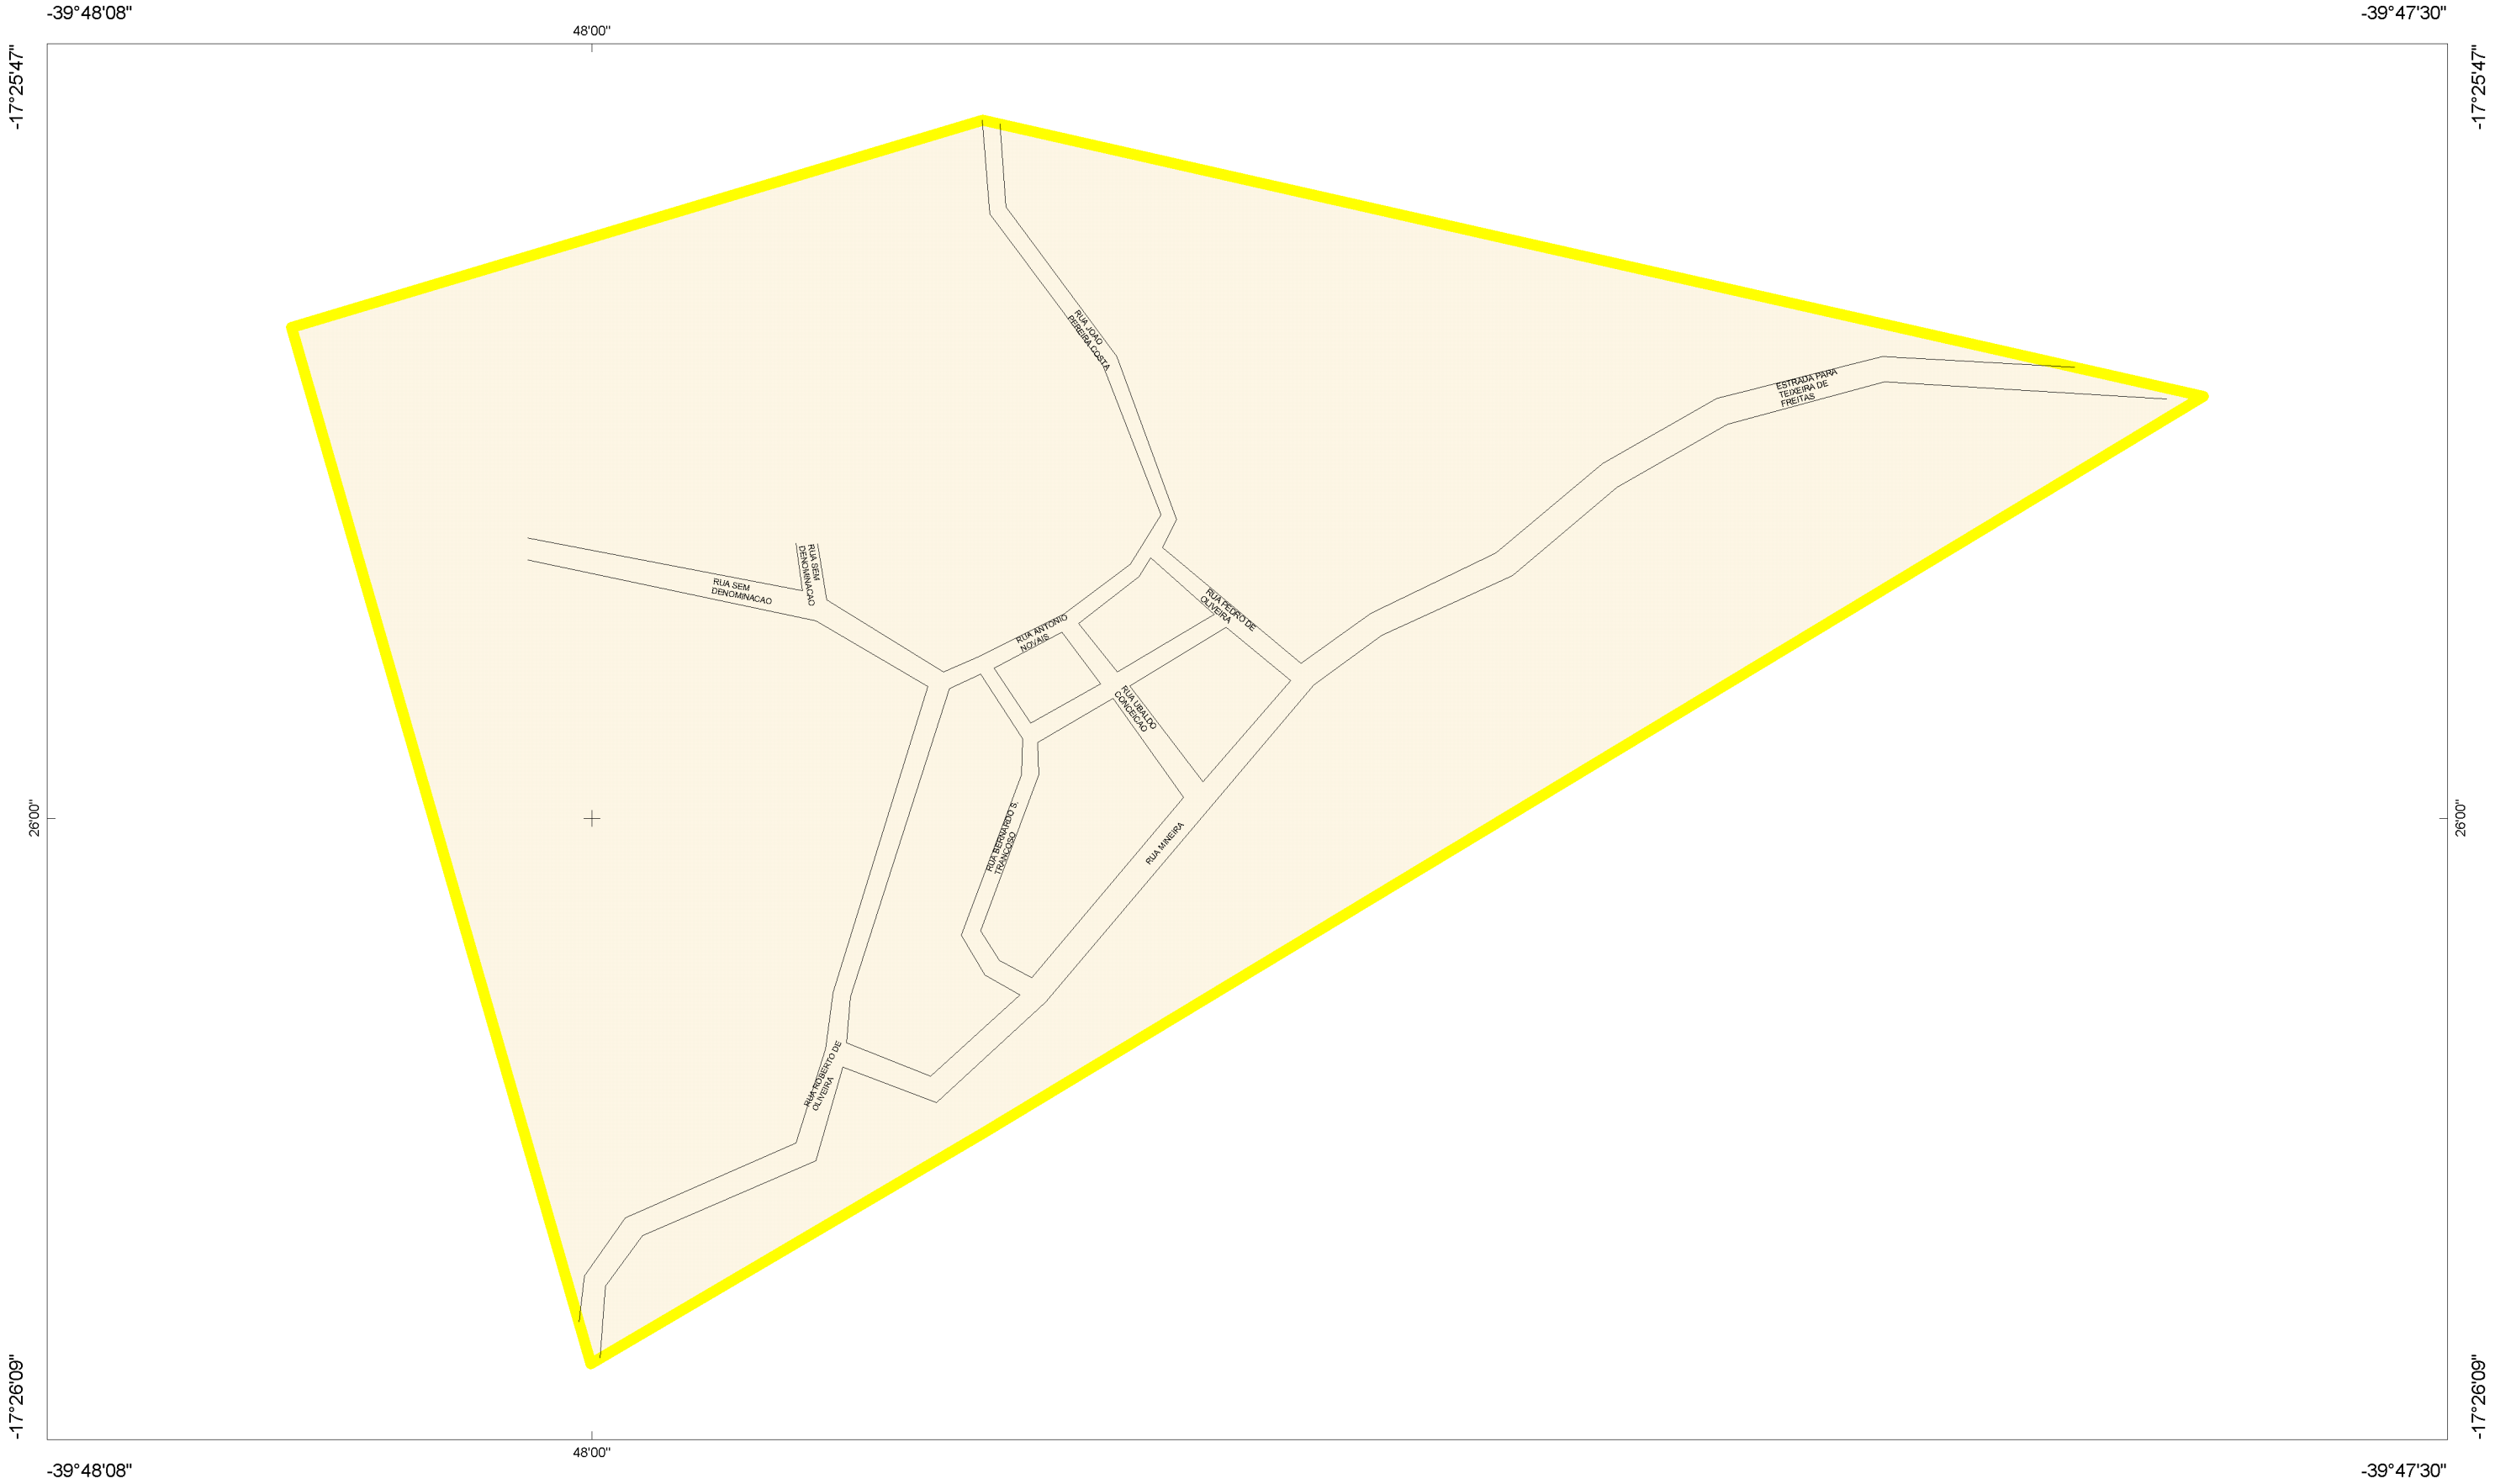 -39°48'08"
-39°47'30"
48'00"
-17°25'47"
-17°25'47"
RUA JOAO
PEREIRA COSTA
ESTRADA PARA
TEIXEIRA DE
FREITAS
RUA SEM
DENOMINACAO
RUA SEM
DENOMINACAO
RUA PEDRO DE
OLIVEIRA
RUA ANTONIO
NOVAIS
RUA UBALDO
CONCEICAO
RUA BERNARDO S.
TRANCOSO
RUA MINEIRA
26'00"
26'00"
RUA ROBERTO DE
OLIVEIRA
-17°26'09"
-17°26'09"
48'00"
-39°48'08"
-39°47'30"